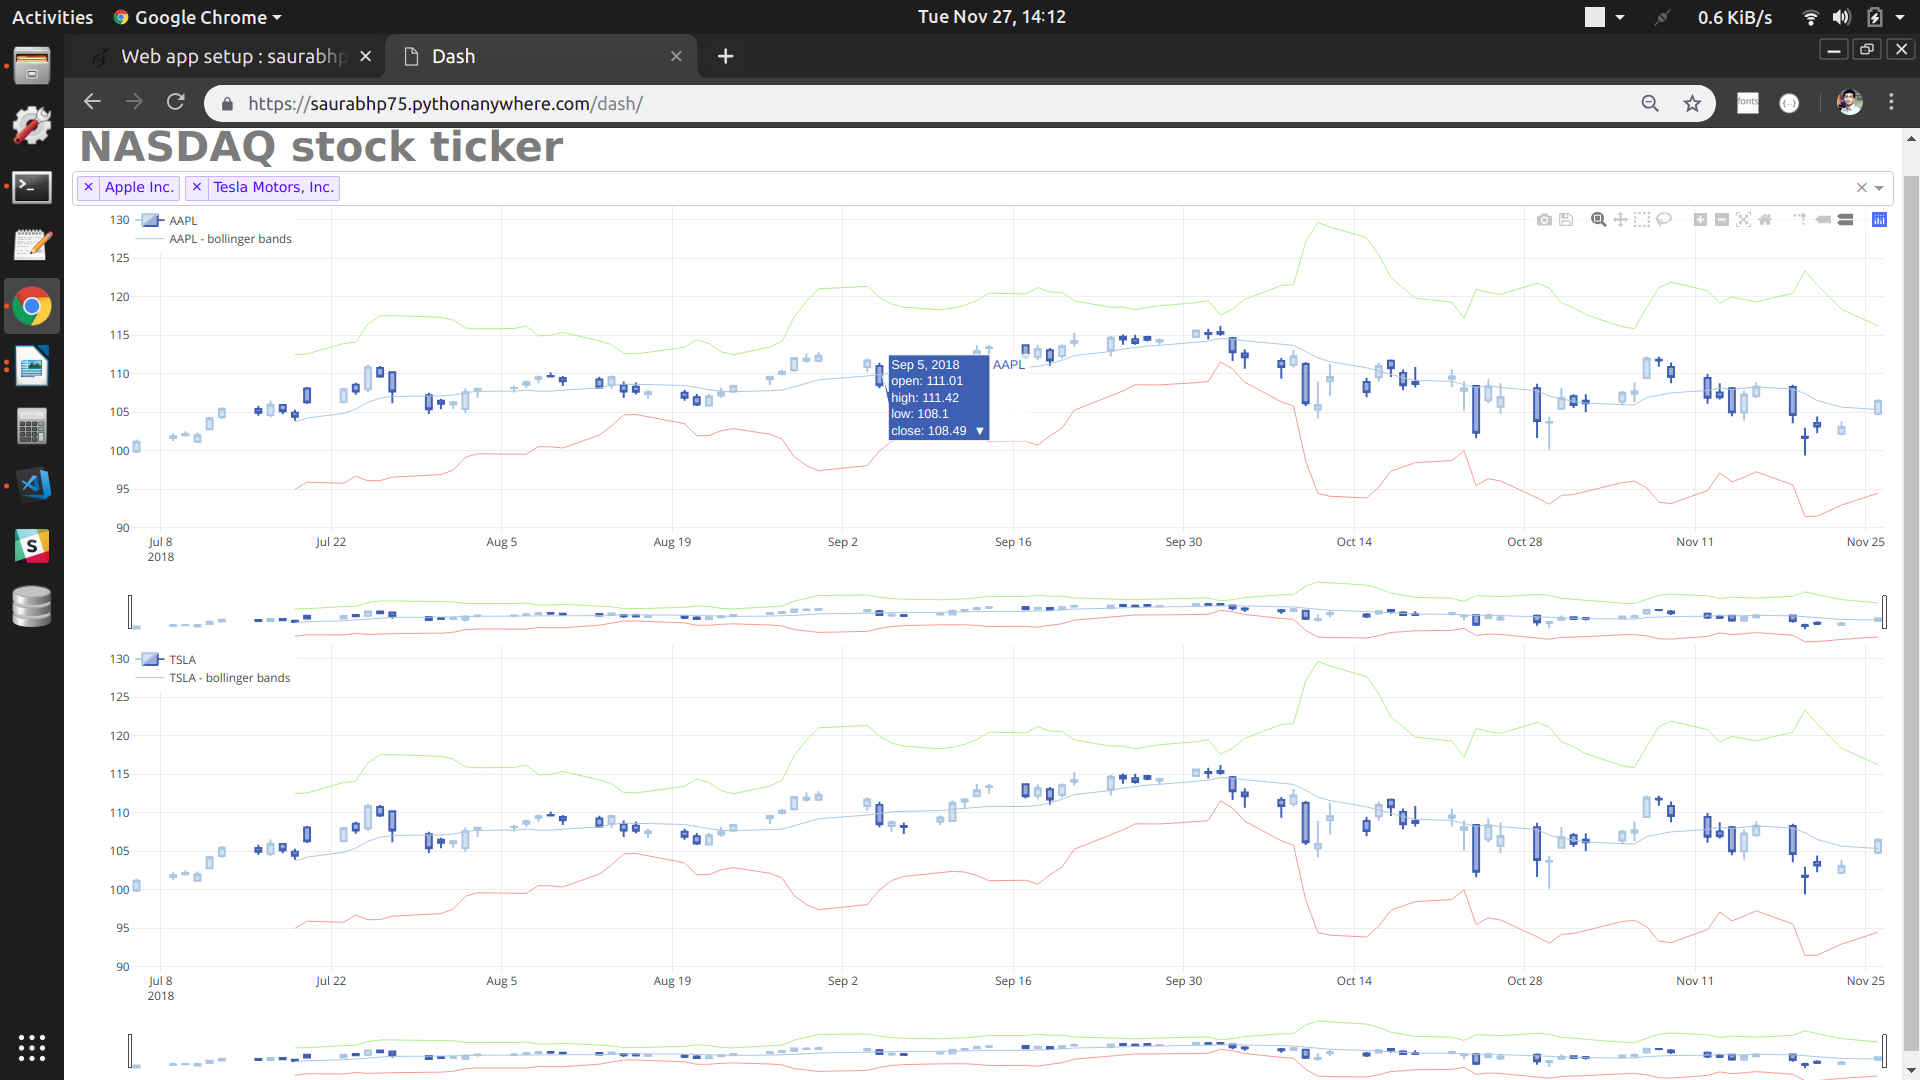 Activities Google Chrome Tue Nov 27, 14:12 0.6 KiB/s
Web app setup : saurabhp Dash
https://saurabhp75.pythonanywhere.com/dash/ fonts
NASDAQ stock ticker
× Apple Inc. × Tesla Motors, Inc.
AAPL
AAPL - bollinger bands
130
125
120
115
110
105
100
95
90
Sep 5, 2018
open: 111.01
high: 111.42
low: 108.1
close: 108.49 ▼
AAPL
Jul 8 Jul 22 Aug 5 Aug 19 Sep 2 Sep 16 Sep 30 Oct 14 Oct 28 Nov 11 Nov 25
2018
TSLA
TSLA - bollinger bands
130
125
120
115
110
105
100
95
90
Jul 8 Jul 22 Aug 5 Aug 19 Sep 2 Sep 16 Sep 30 Oct 14 Oct 28 Nov 11 Nov 25
2018